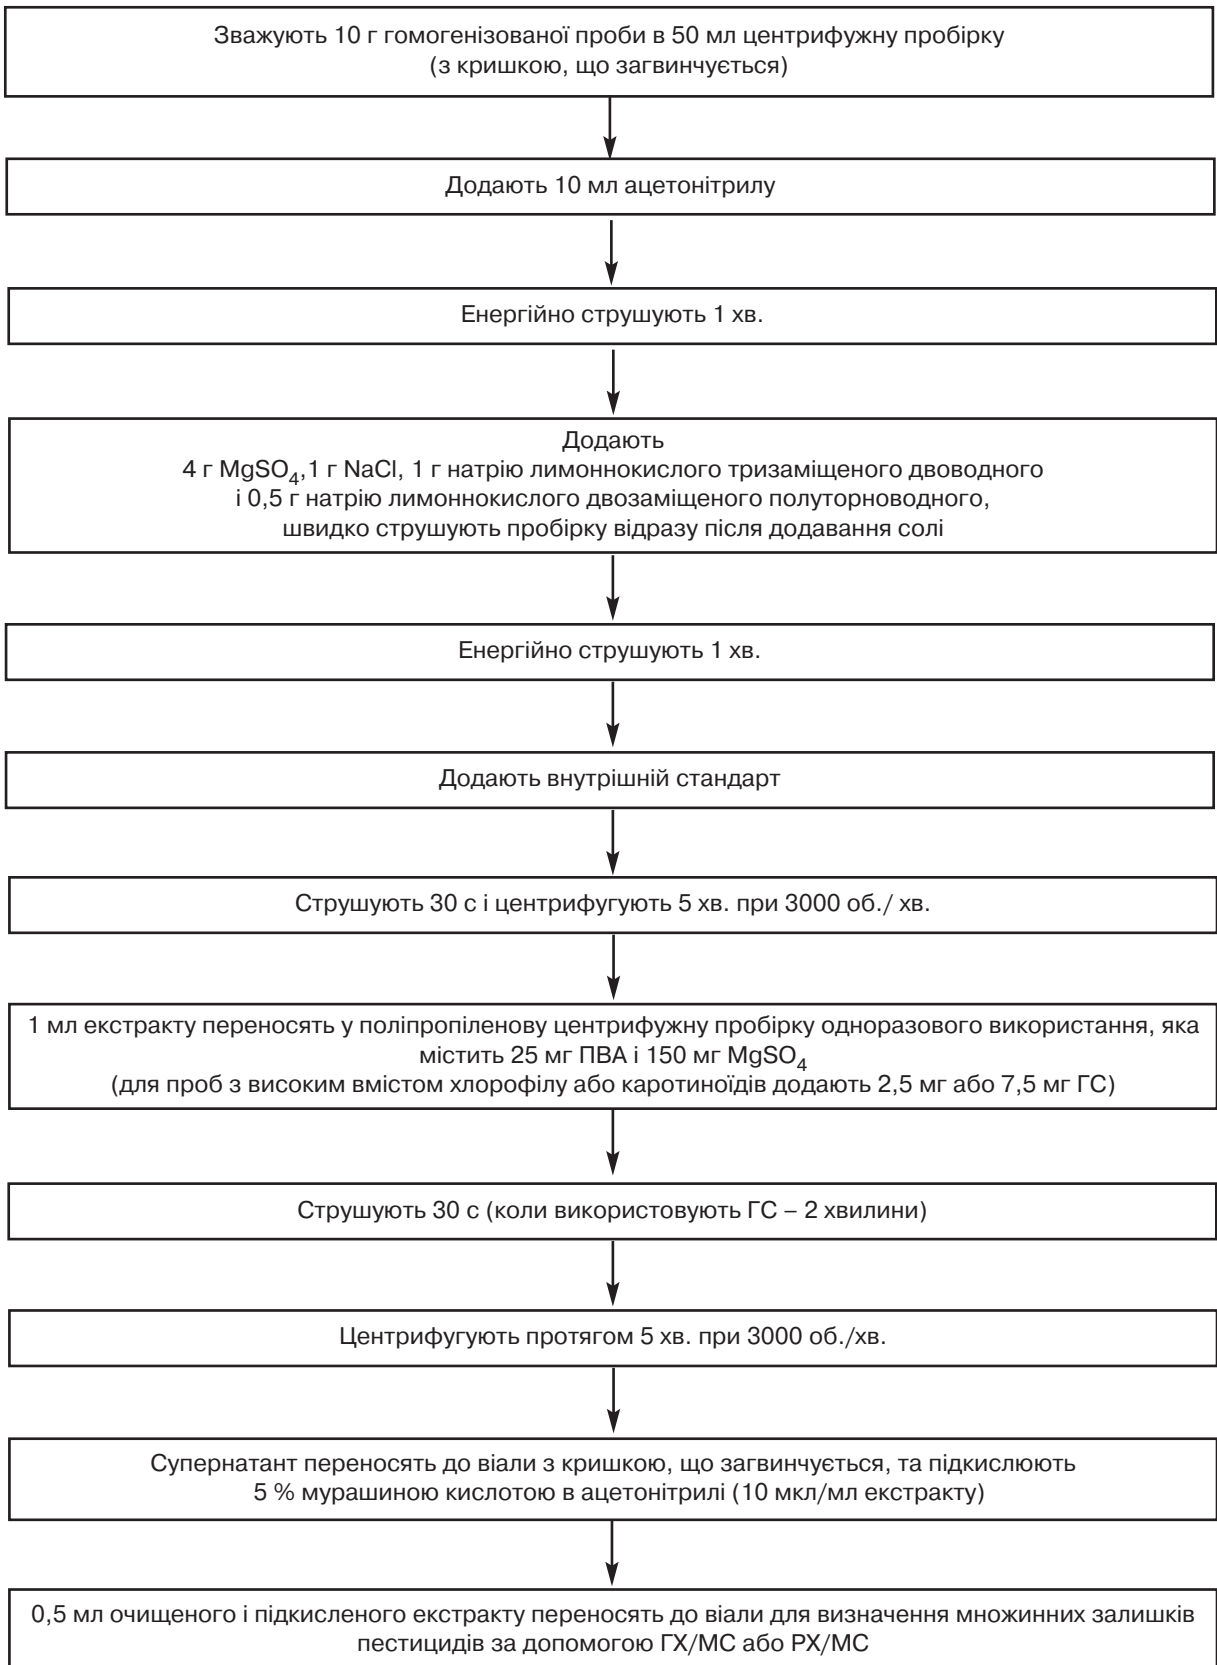 Зважують 10 г гомогенізованої проби в 50 мл центрифужну пробірку
(з кришкою, що загвинчується)
Додають 10 мл ацетонітрилу
Енергійно струшують 1 хв.
Додають
4 г MgSO₄,1 г NaCl, 1 г натрію лимоннокислого тризаміщеного двоводного
і 0,5 г натрію лимоннокислого двозаміщеного полуторноводного,
швидко струшують пробірку відразу після додавання солі
Енергійно струшують 1 хв.
Додають внутрішній стандарт
Струшують 30 с і центрифугують 5 хв. при 3000 об./ хв.
1 мл екстракту переносять у поліпропіленову центрифужну пробірку одноразового використання, яка
містить 25 мг ПВА і 150 мг MgSO₄
(для проб з високим вмістом хлорофілу або каротиноїдів додають 2,5 мг або 7,5 мг ГС)
Струшують 30 с (коли використовують ГС – 2 хвилини)
Центрифугують протягом 5 хв. при 3000 об./хв.
Супернатант переносять до віали з кришкою, що загвинчується, та підкислюють
5 % мурашиною кислотою в ацетонітрилі (10 мкл/мл екстракту)
0,5 мл очищеного і підкисленого екстракту переносять до віали для визначення множинних залишків
пестицидів за допомогою ГХ/МС або РХ/МС